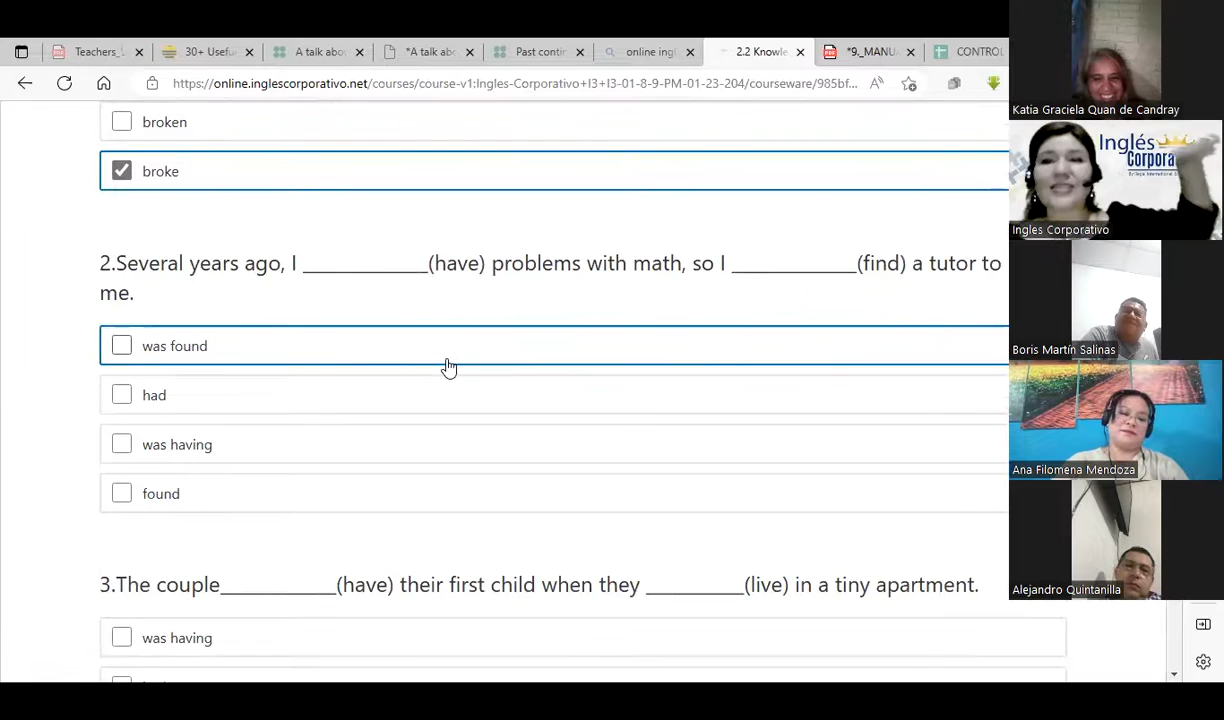 Teachers_
30+ Usefu
A talk abo
*A talk ab
Past contin
online ingl
2.2 Knowle
*9._MANU
CONTROL
https://online.inglescorporativo.net/courses/course-v1:Ingles-Corporativo+I3+I3-01-8-9-PM-01-23-204/courseware/985bf...
broken
broke
2.Several years ago, I ____________(have) problems with math, so I ____________(find) a tutor to
me.
was found
had
was having
found
3.The couple___________(have) their first child when they _________(live) in a tiny apartment.
was having
Katia Graciela Quan de Candray
Inglés
Corpora
Ingles Corporativo
Boris Martín Salinas
Ana Filomena Mendoza
Alejandro Quintanilla